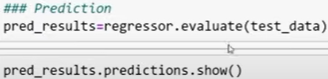 ### Prediction
pred_results=regressor.evaluate(test_data)
pred_results.predictions.show()